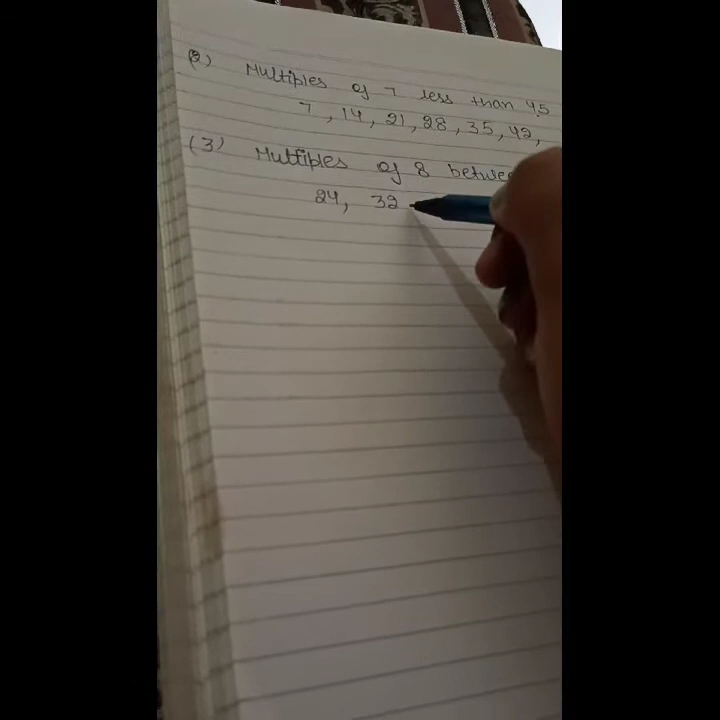 (2) Multiples of 7 less than 45
7, 14, 21, 28, 35, 42,
(3) Multiples of 8
24, 32